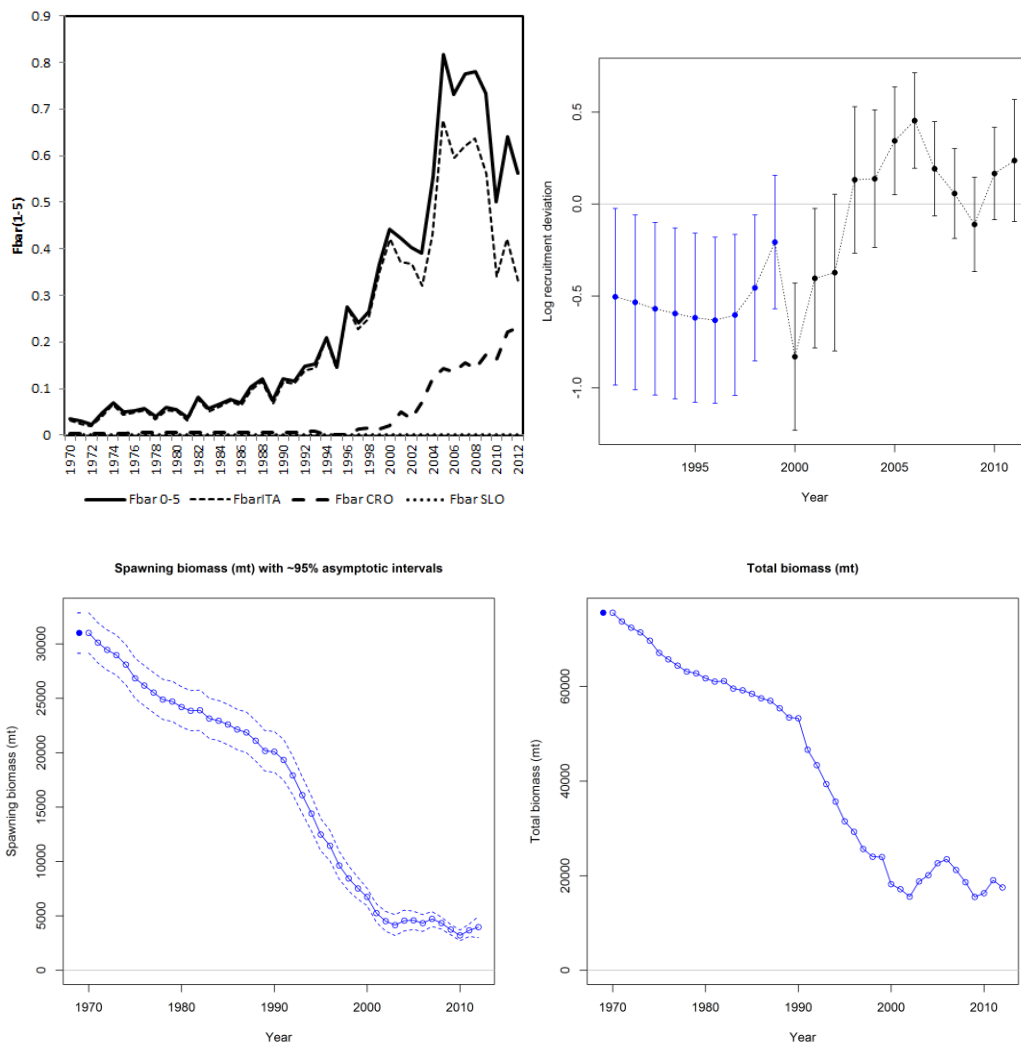 0.9
0.8
0.7
0.6
0.5
0.4
0.3
0.2
0.1
0
Fbar(1-5)
1970 1972 1974 1976 1978 1980 1982 1984 1986 1988 1990 1992 1994 1996 1998 2000 2002 2004 2006 2008 2010 2012
Fbar 0-5 FbarITA Fbar CRO Fbar SLO
Log recruitment deviation
0.5
0.0
-0.5
-1.0
1995 2000 2005 2010
Year
Spawning biomass (mt) with ~95% asymptotic intervals
Spawning biomass (mt)
30000
25000
20000
15000
10000
5000
0
1970 1980 1990 2000 2010
Year
Total biomass (mt)
Total biomass (mt)
60000
40000
20000
0
1970 1980 1990 2000 2010
Year